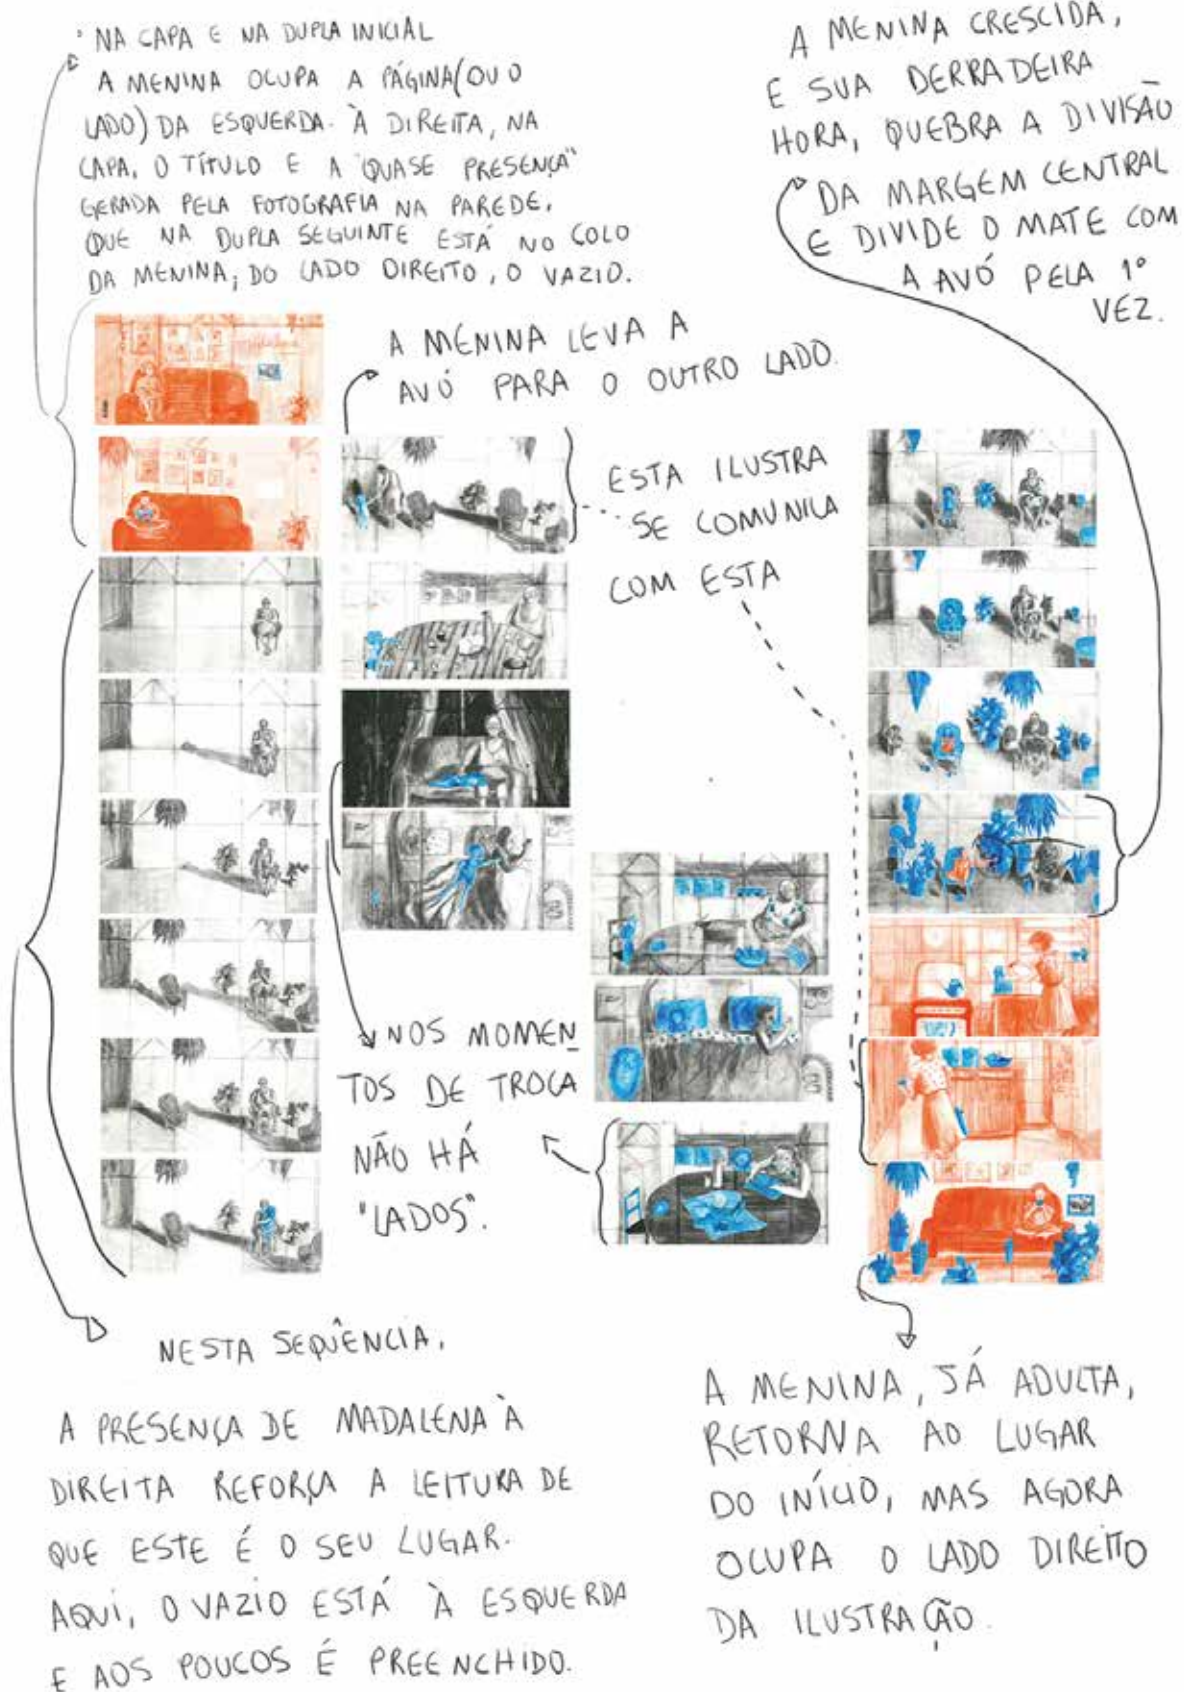 NA CAPA E NA DUPLA INICIAL
A MENINA OCUPA A PÁGINA (OU O
LADO) DA ESQUERDA. À DIREITA, NA
CAPA, O TÍTULO E A "QUASE PRESENÇA"
GERADA PELA FOTOGRAFIA NA PAREDE,
QUE NA DUPLA SEGUINTE ESTÁ NO COLO
DA MENINA; DO LADO DIREITO, O VAZIO.
A MENINA CRESCIDA,
E SUA DERRADEIRA
HORA, QUEBRA A DIVISÃO
DA MARGEM CENTRAL
E DIVIDE O MATE COM
A AVÓ PELA 1°
VEZ.
A MENINA LEVA A
AVÓ PARA O OUTRO LADO.
ESTA ILUSTRA
SE COMUNICA
COM ESTA
NOS MOMEN
TOS DE TROCA
NÃO HÁ
"LADOS".
NESTA SEQÛENCIA,
A PRESENÇA DE MADALENA À
DIREITA REFORÇA A LEITURA DE
QUE ESTE É O SEU LUGAR.
AQUI, O VAZIO ESTÁ À ESQUERDA
E AOS POUCOS É PREENCHIDO.
A MENINA, JÁ ADULTA,
RETORNA AO LUGAR
DO INÍCIO, MAS AGORA
OCUPA O LADO DIREITO
DA ILUSTRAÇÃO.